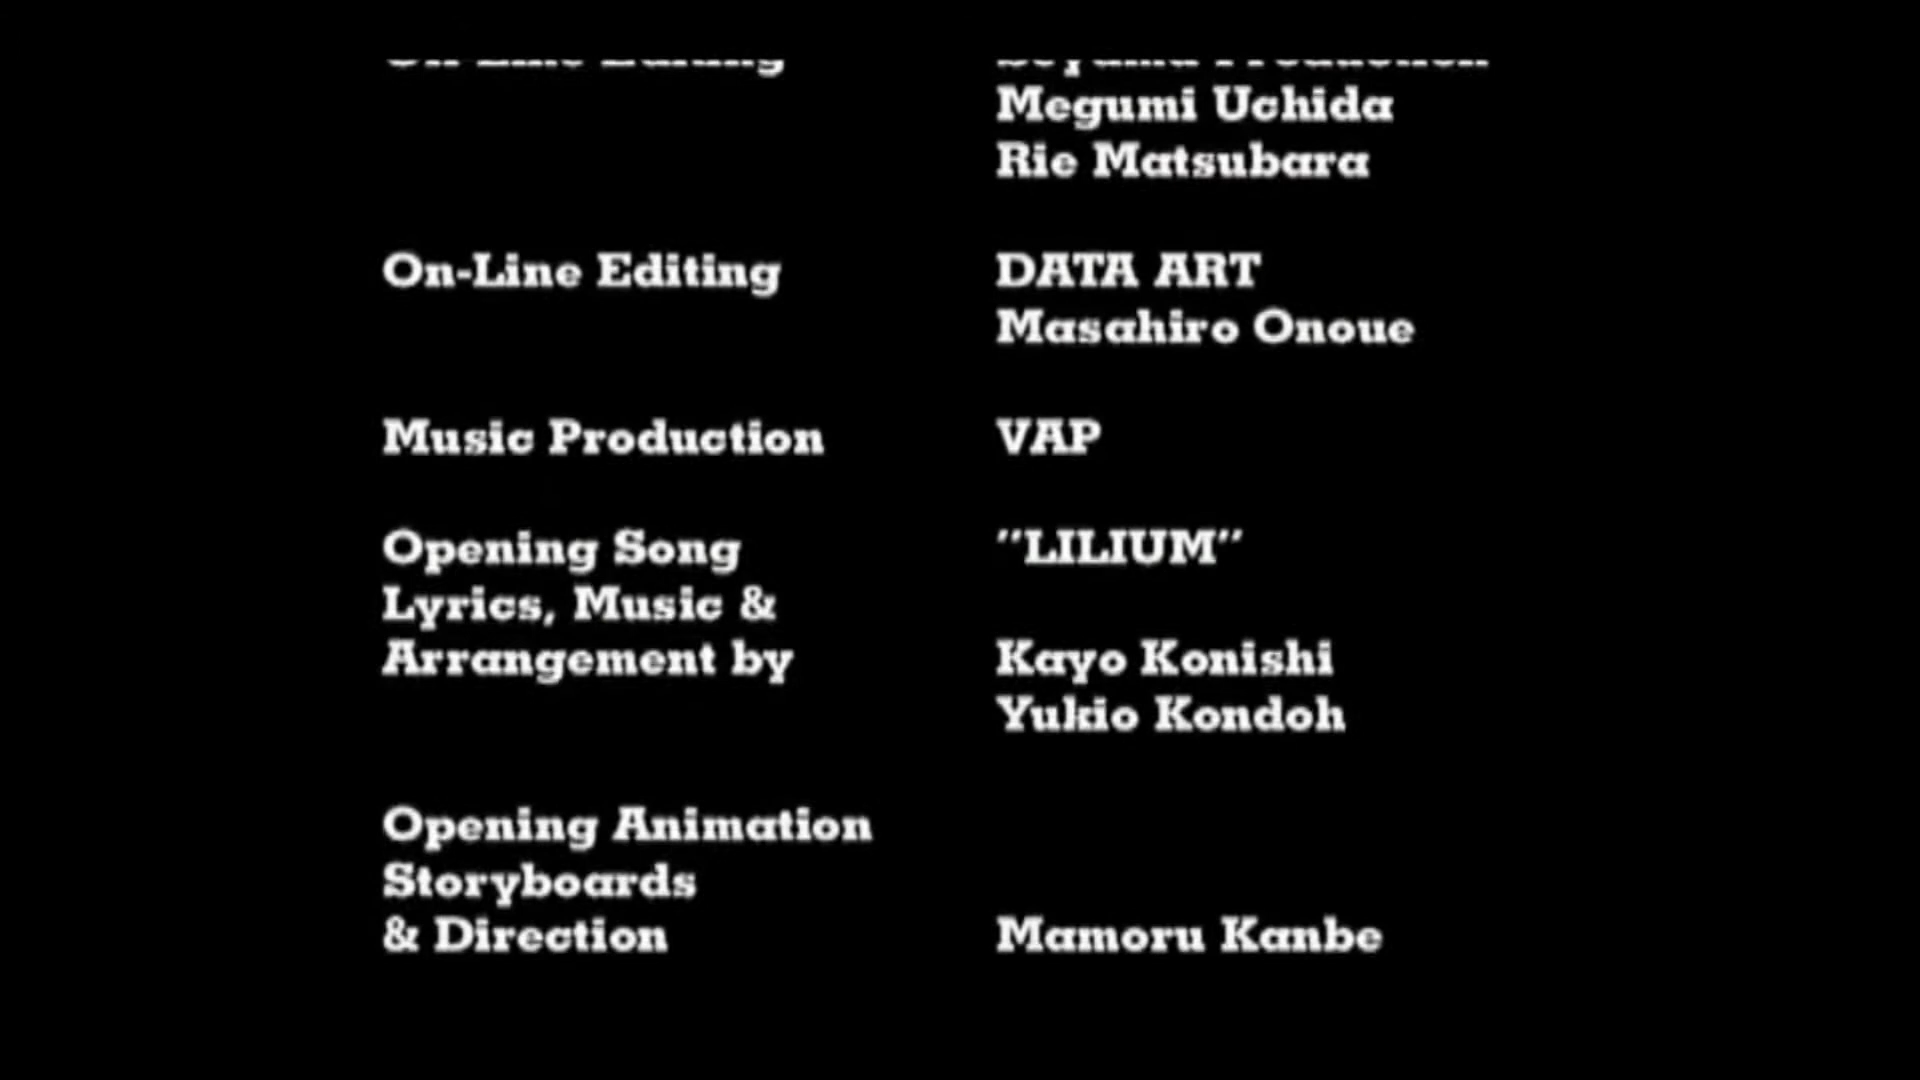 Megumi Uchida
Rie Matsubara
On-Line Editing DATA ART
Masahiro Onoue
Music Production VAP
Opening Song "LILIUM"
Lyrics, Music &
Arrangement by Kayo Konishi
Yukio Kondoh
Opening Animation
Storyboards
& Direction Mamoru Kanbe